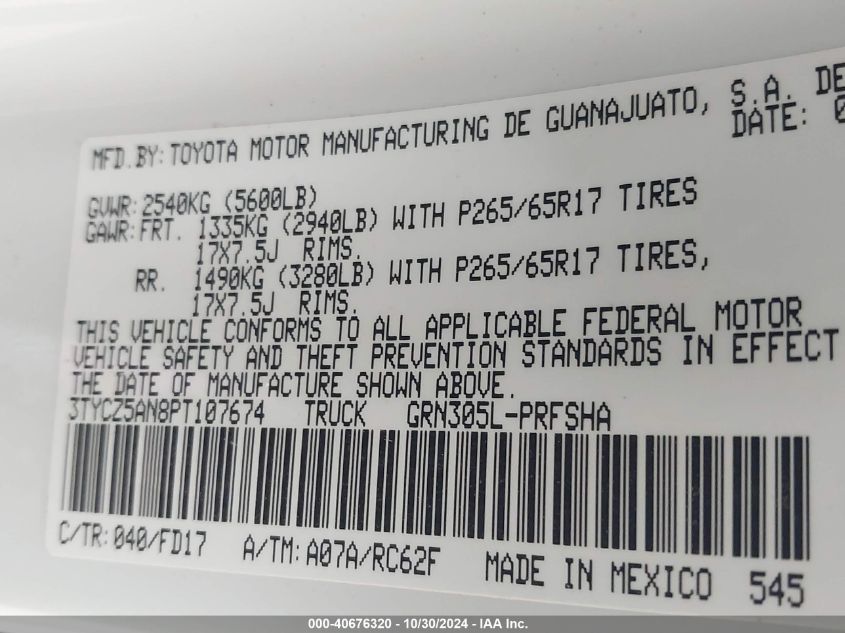 MFD.BY: TOYOTA MOTOR MANUFACTURING DE GUANAJUATO, S.A. DE
DATE: 0
GVWR: 2540KG (5600LB)
GAWR: FRT. 1335KG (2940LB) WITH P265/65R17 TIRES
17X7.5J RIMS.
RR. 1490KG (3280LB) WITH P265/65R17 TIRES,
17X7.5J RIMS.
THIS VEHICLE CONFORMS TO ALL APPLICABLE FEDERAL MOTOR
VEHICLE SAFETY AND THEFT PREVENTION STANDARDS IN EFFECT
THE DATE OF MANUFACTURE SHOWN ABOVE.
3TYCZ5AN8PT107674 TRUCK GRN305L-PRFSHA
C/TR: 040/FD17 A/TM: A07A/RC62F MADE IN MEXICO 545
000-40676320 - 10/30/2024 - IAA Inc.